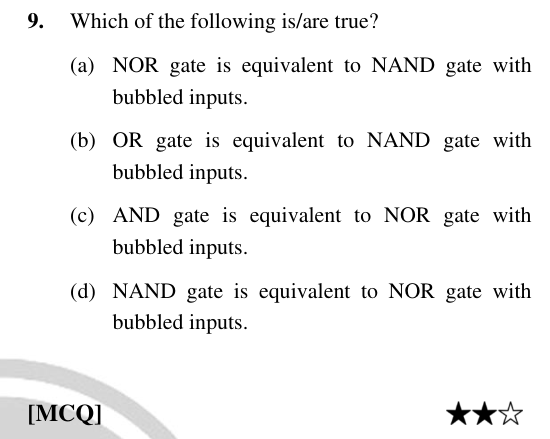 9. Which of the following is/are true?
(a) NOR gate is equivalent to NAND gate with
bubbled inputs.
(b) OR gate is equivalent to NAND gate with
bubbled inputs.
(c) AND gate is equivalent to NOR gate with
bubbled inputs.
(d) NAND gate is equivalent to NOR gate with
bubbled inputs.
[MCQ] ★★☆